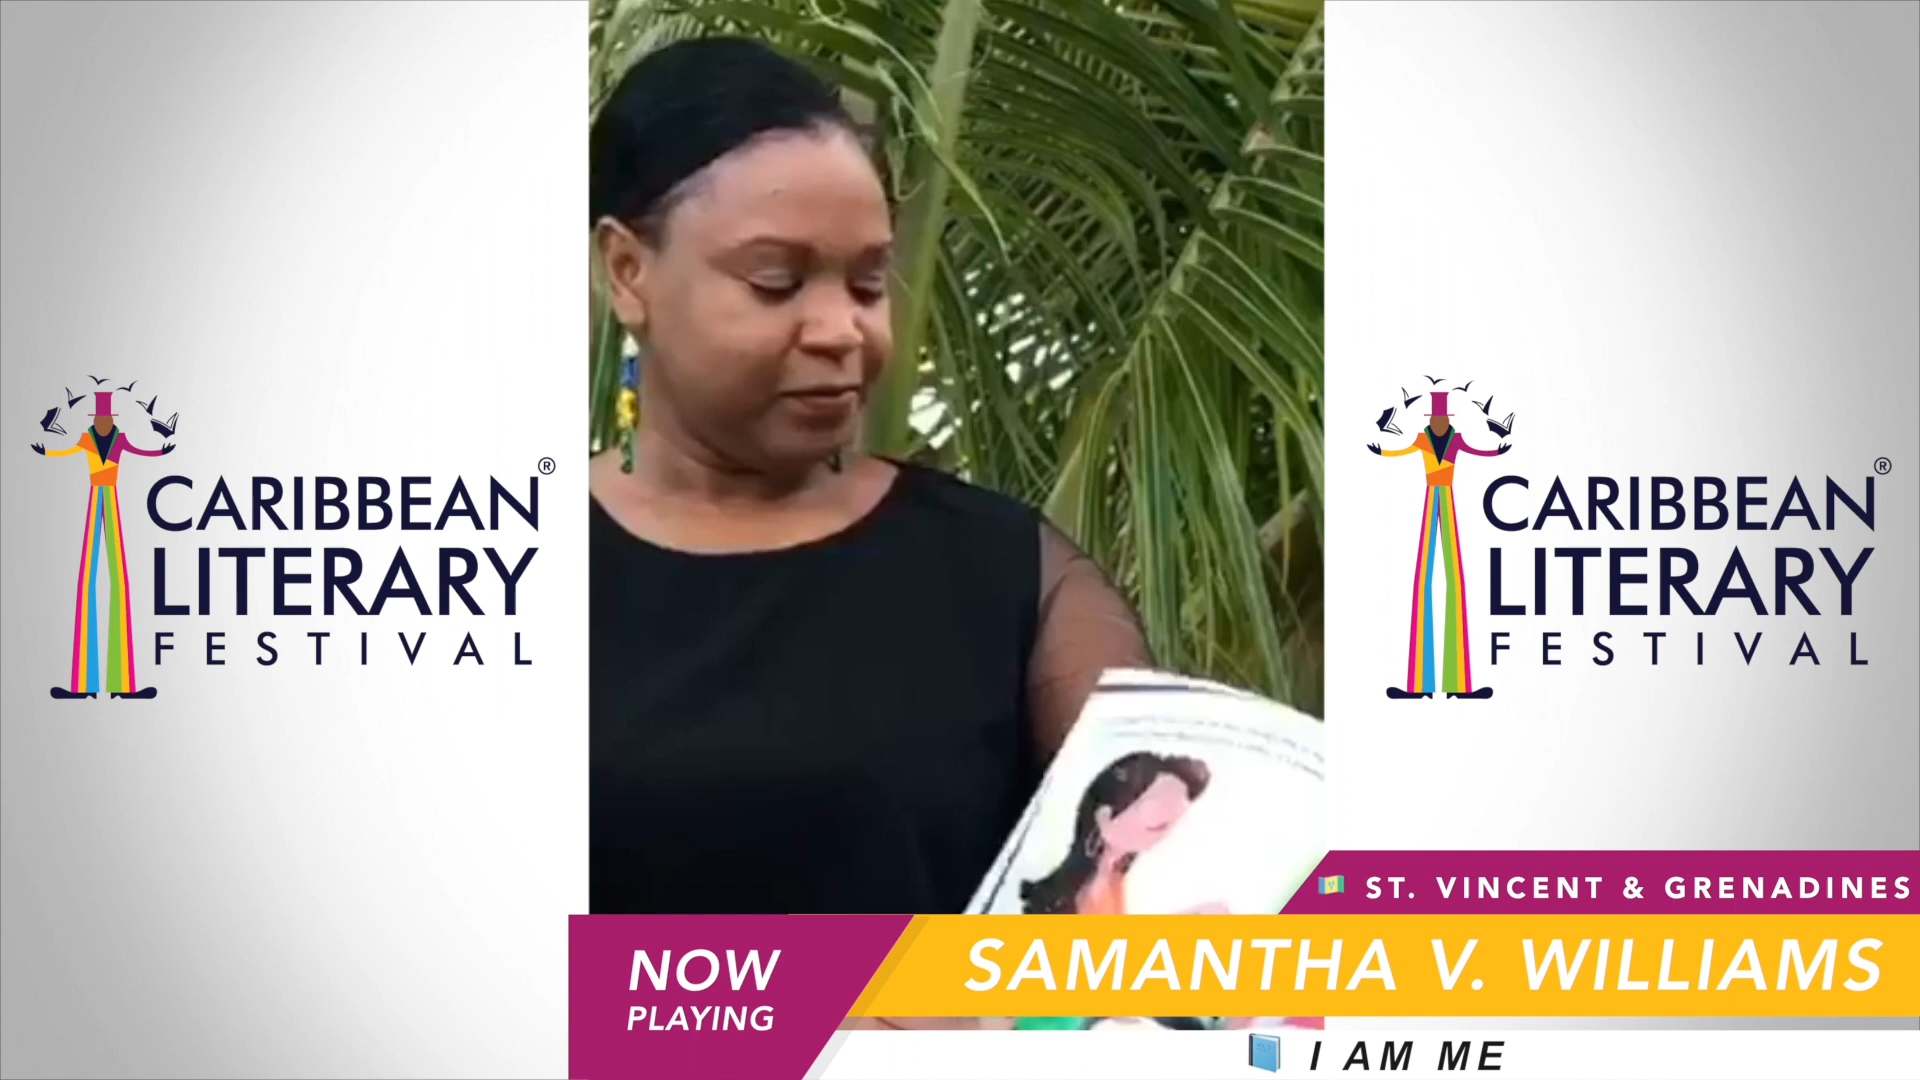 CARIBBEAN®
LITERARY
FESTIVAL
CARIBBEAN®
LITERARY
FESTIVAL
ST. VINCENT & GRENADINES
NOW
PLAYING
SAMANTHA V. WILLIAMS
I AM ME